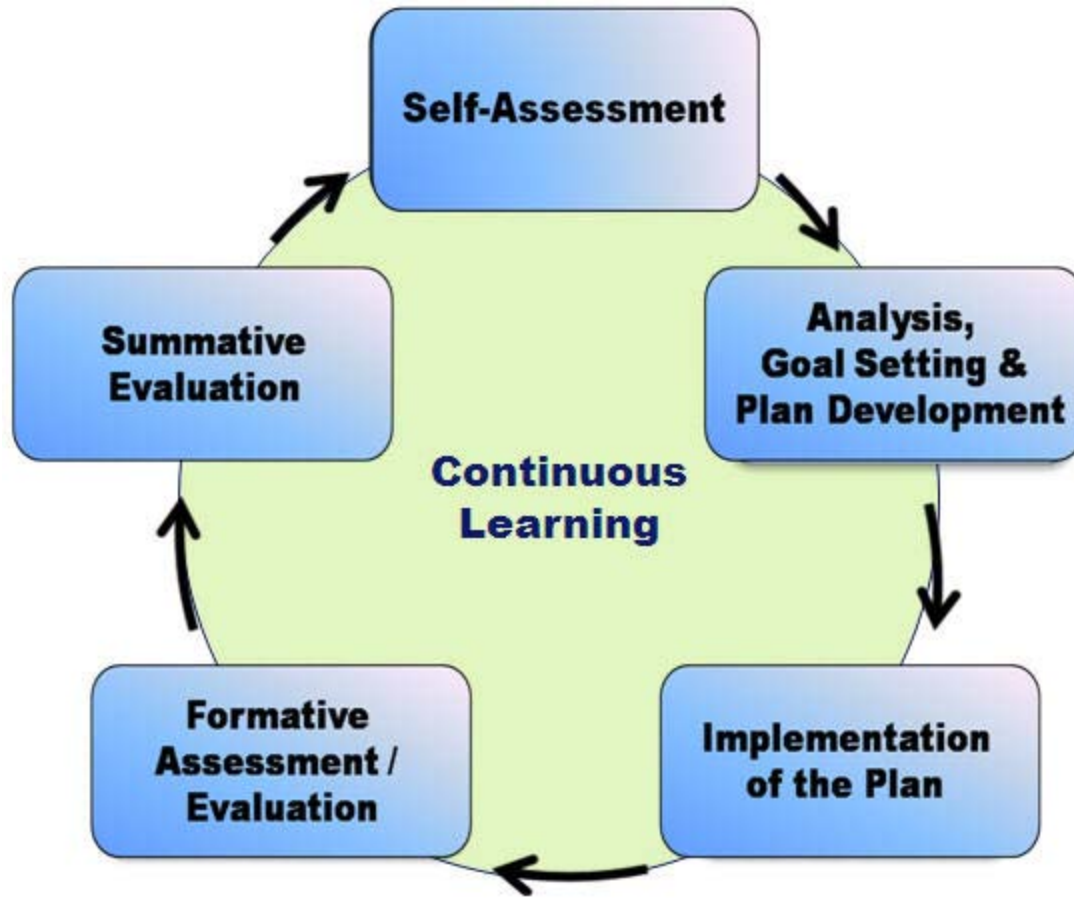 Self-Assessment
Analysis,
Goal Setting &
Plan Development
Implementation
of the Plan
Formative
Assessment /
Evaluation
Summative
Evaluation
Continuous
Learning